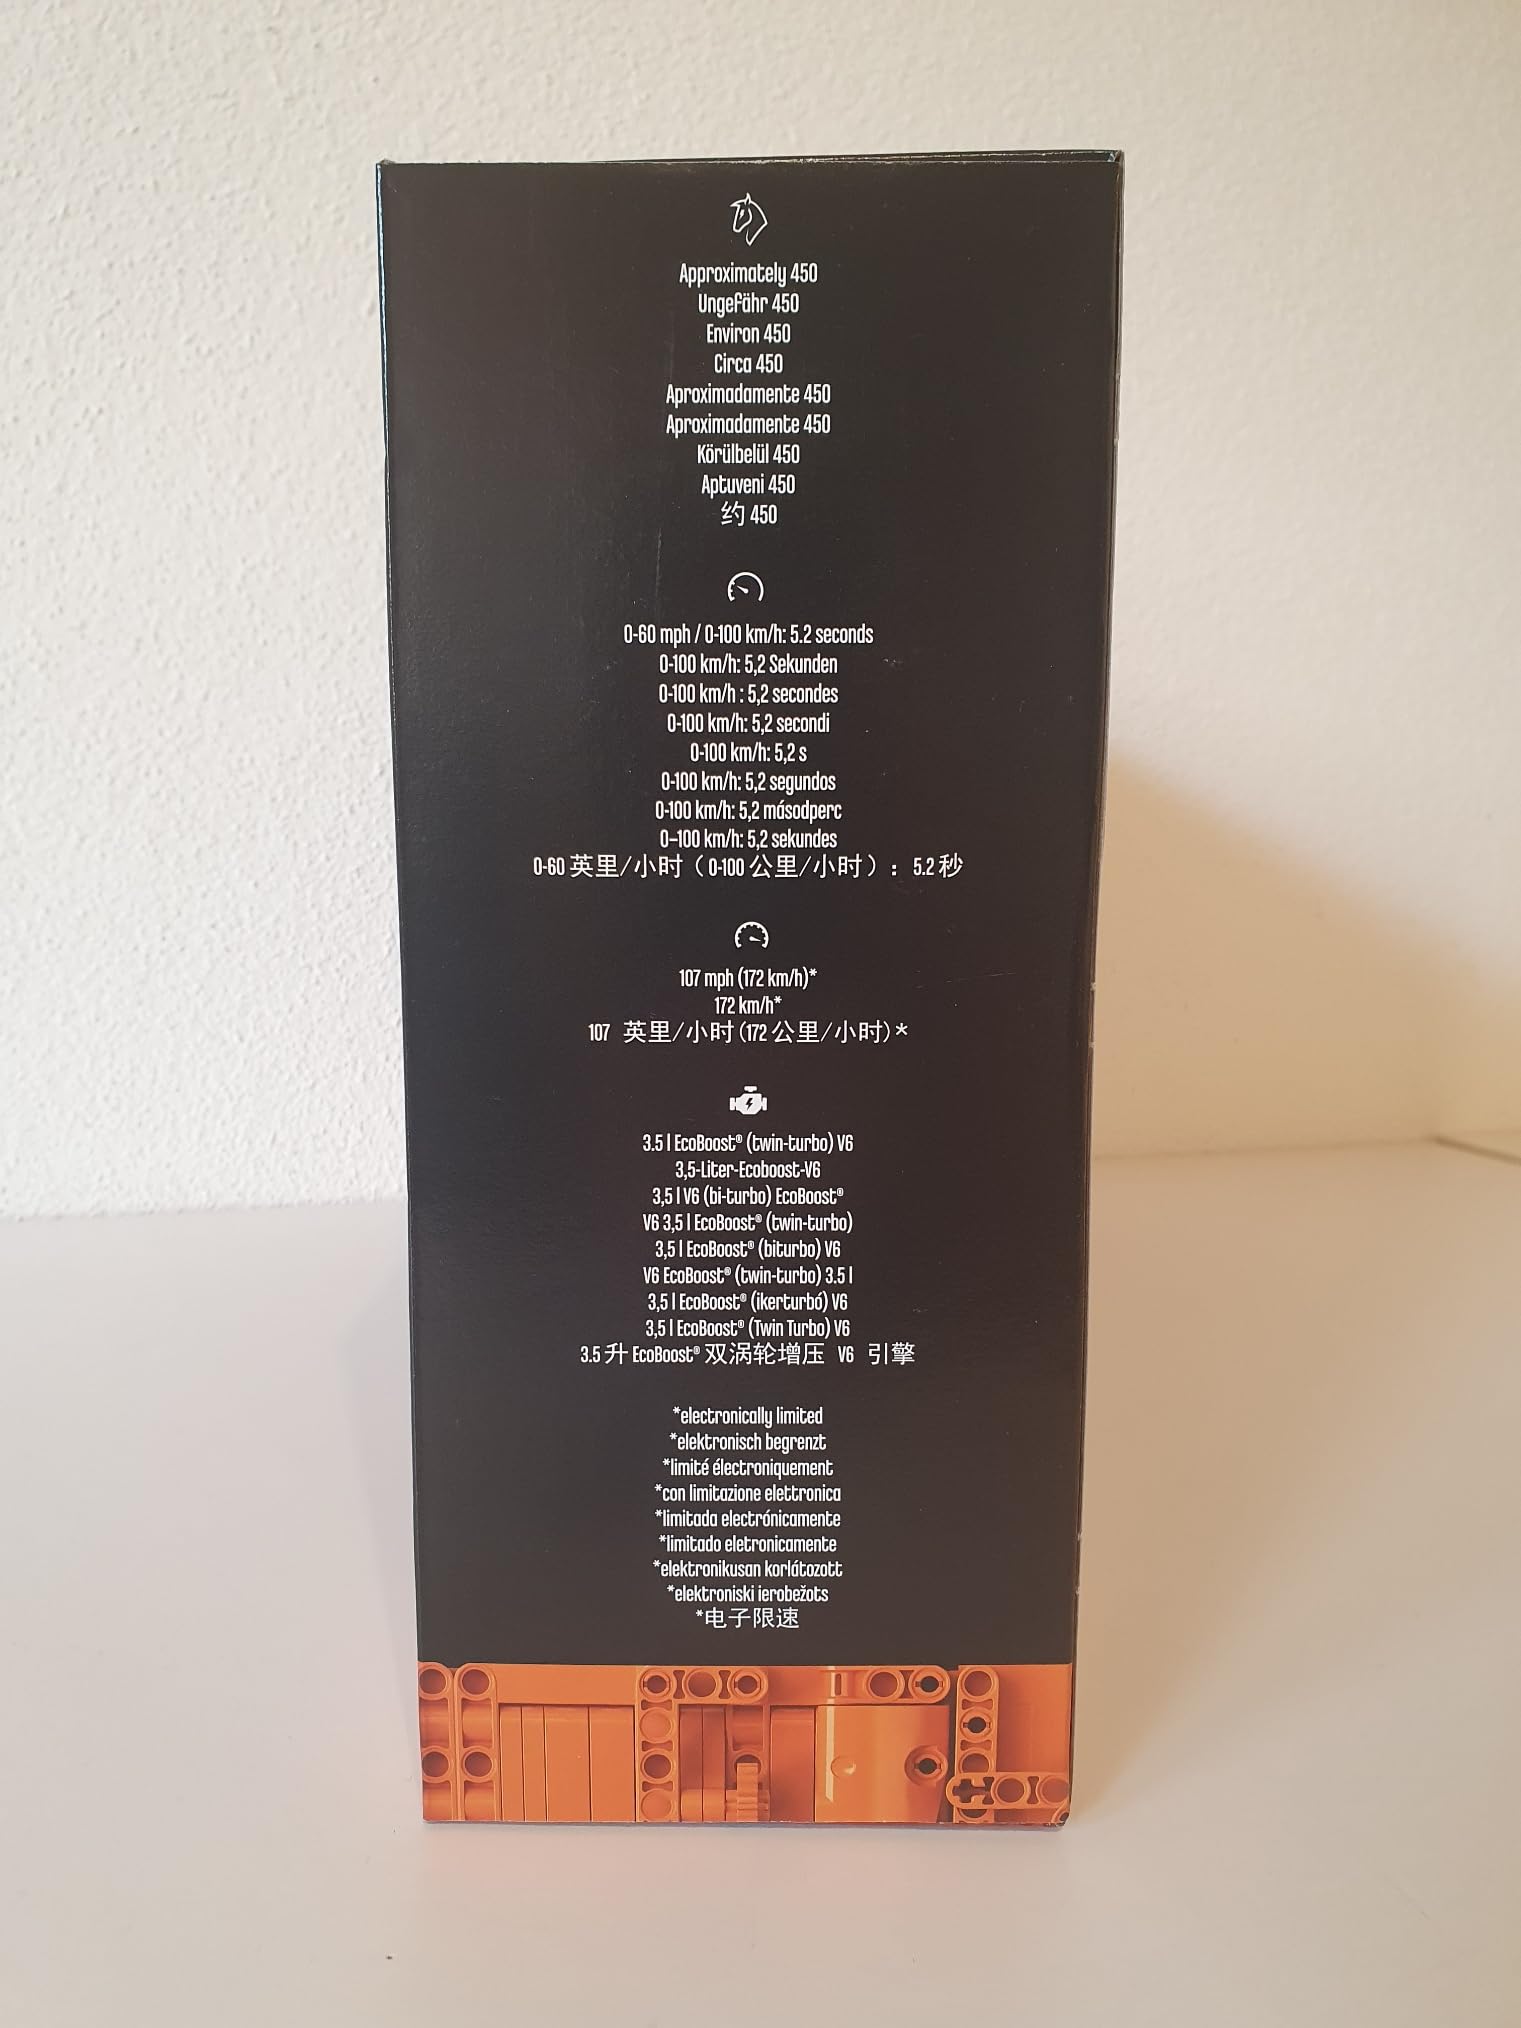 Approximately 450
Ungefähr 450
Environ 450
Circa 450
Aproximadamente 450
Aproximadamente 450
Körülbelül 450
Aptuveni 450
约 450
0-60 mph / 0-100 km/h: 5.2 seconds
0-100 km/h: 5,2 Sekunden
0-100 km/h : 5,2 secondes
0-100 km/h: 5,2 secondi
0-100 km/h: 5,2 s
0-100 km/h: 5,2 segundos
0-100 km/h: 5,2 másodperc
0–100 km/h: 5,2 sekundes
0-60 英里/小时（0-100 公里/小时）：5.2 秒
107 mph (172 km/h)*
172 km/h*
107 英里/小时(172 公里/小时)*
3.5 l EcoBoost® (twin-turbo) V6
3,5-Liter-Ecoboost-V6
3,5 l V6 (bi-turbo) EcoBoost®
V6 3,5 l EcoBoost® (twin-turbo)
3,5 l EcoBoost® (biturbo) V6
V6 EcoBoost® (twin-turbo) 3.5 l
3,5 l EcoBoost® (ikerturbó) V6
3,5 l EcoBoost® (Twin Turbo) V6
3.5 升 EcoBoost® 双涡轮增压 V6 引擎
*electronically limited
*elektronisch begrenzt
*limité électroniquement
*con limitazione elettronica
*limitada electrónicamente
*limitado eletronicamente
*elektronikusan korlátozott
*elektroniski ierobežots
*电子限速